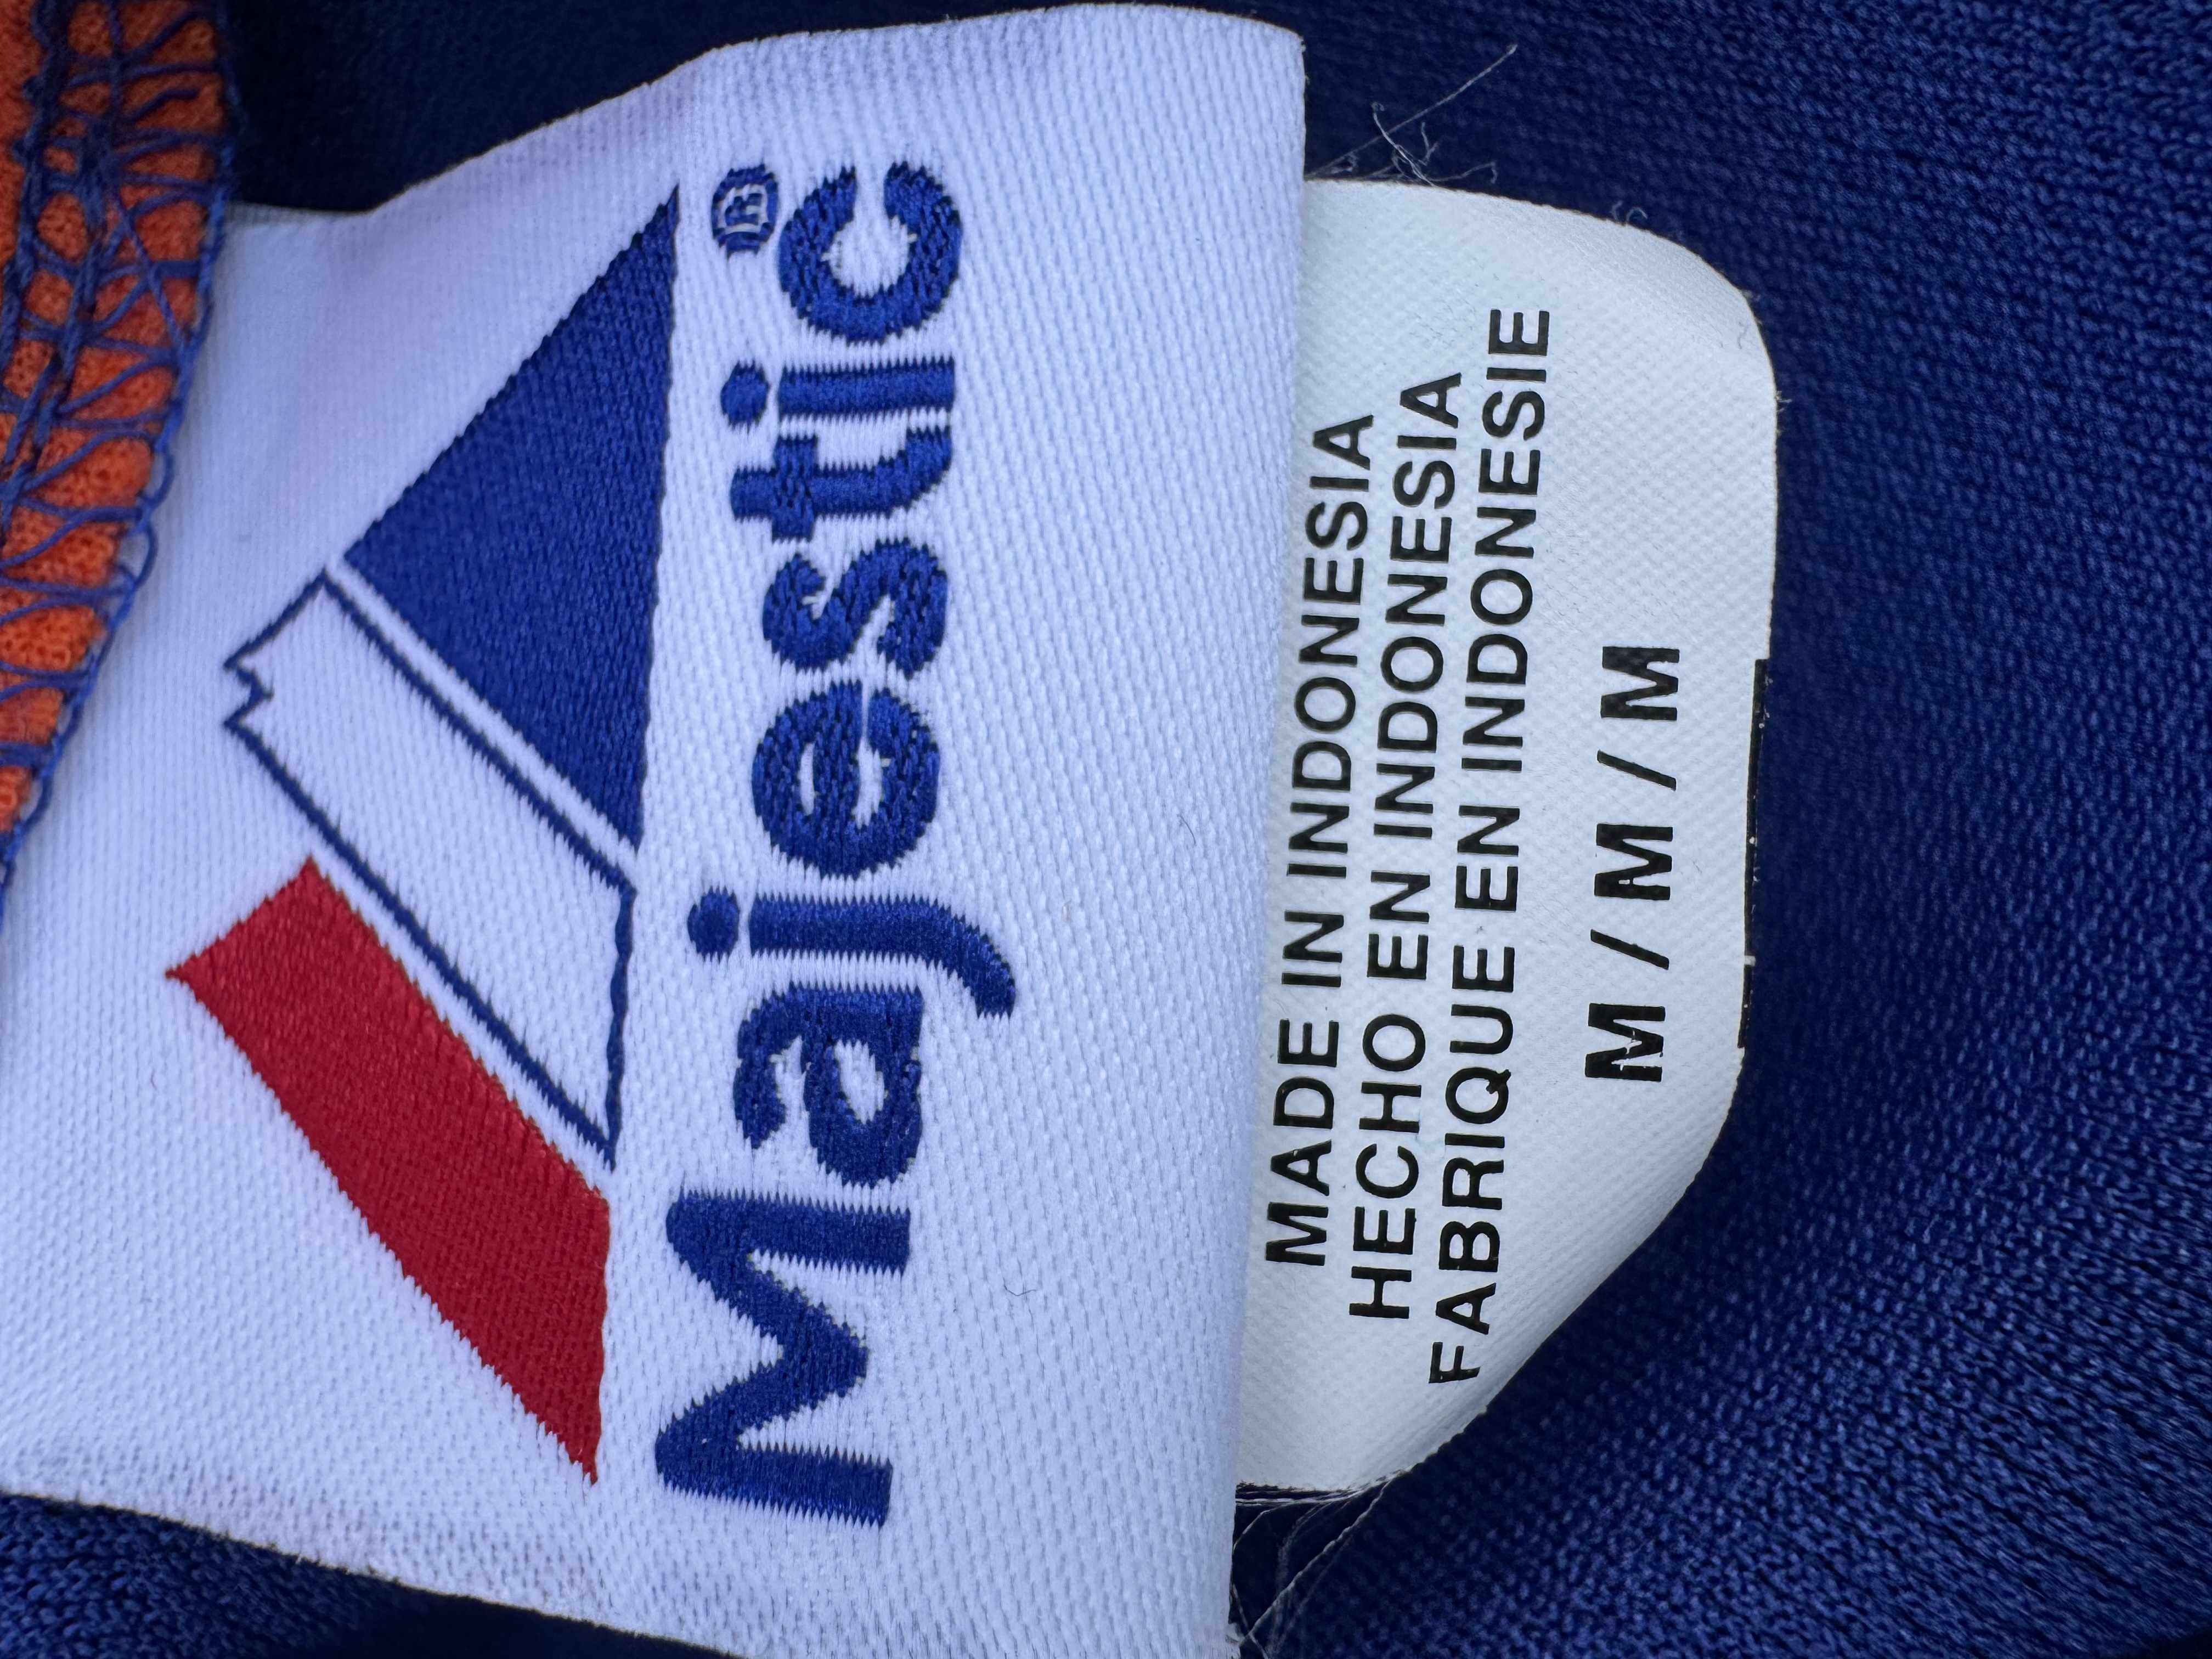 Majestic®
MADE IN INDONESIA
HECHO EN INDONESIA
FABRIQUE EN INDONESIE
M / M / M